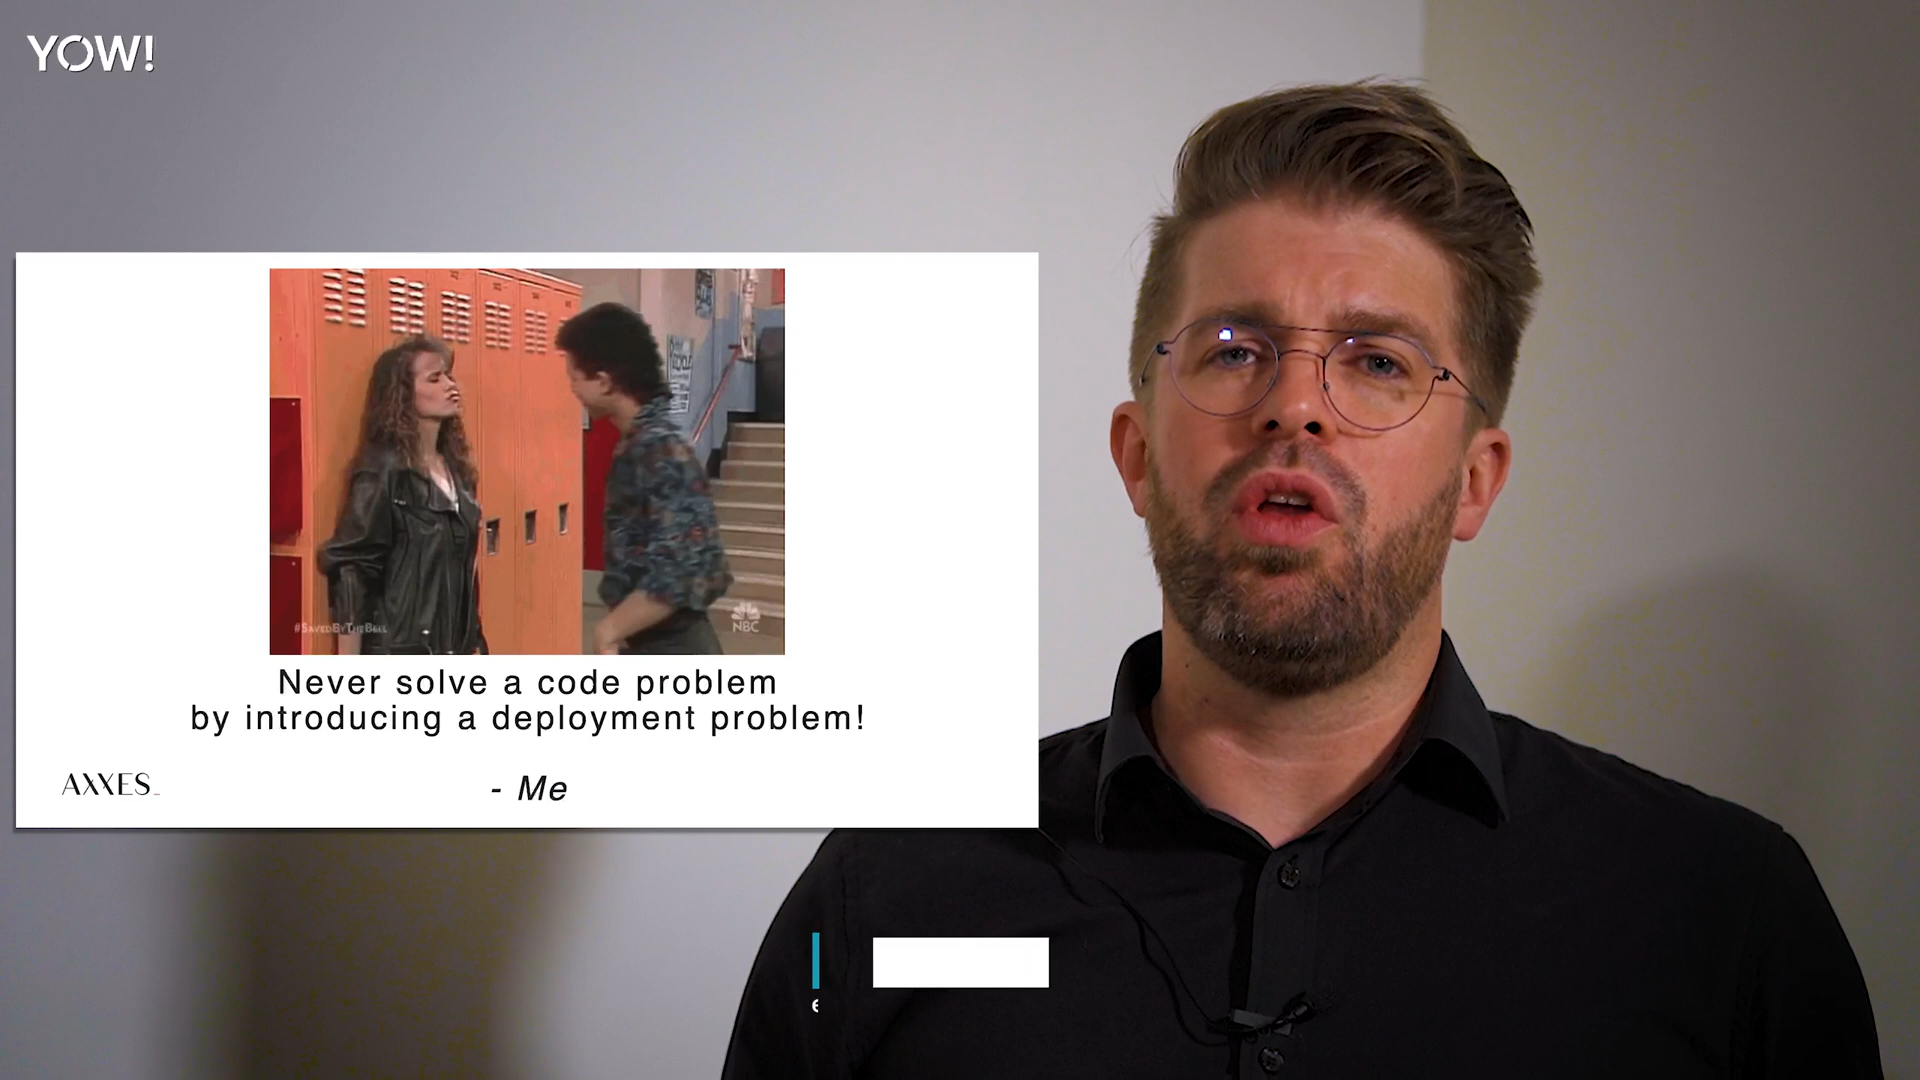 YOW!
#SAVEDBYTHEBELL
NBC
Never solve a code problem
by introducing a deployment problem!
AXXES_
- Me